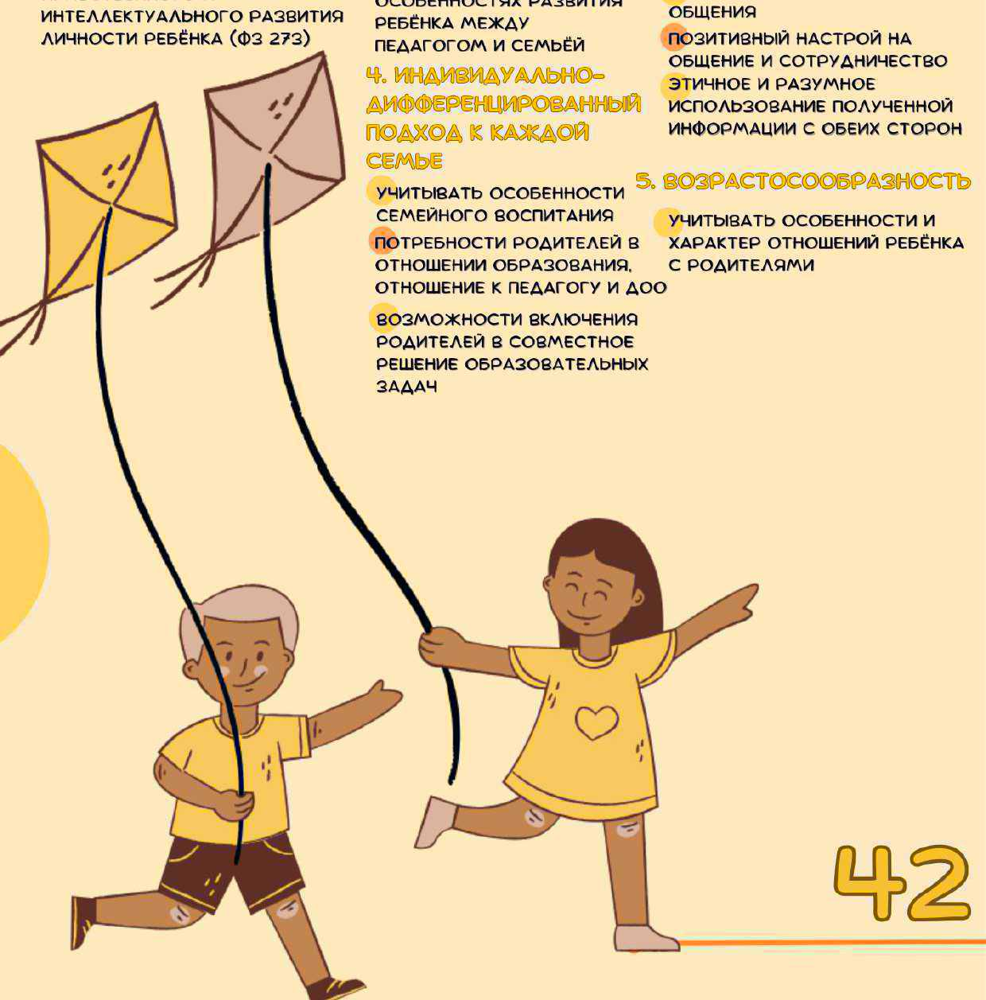 ИНТЕЛЛЕКТУАЛЬНОГО РАЗВИТИЯ
ЛИЧНОСТИ РЕБЁНКА (ФЗ 273)
ОСОБЕННОСТЯХ РАЗВИТИЯ
РЕБЁНКА МЕЖДУ
ПЕДАГОГОМ И СЕМЬЁЙ
4. ИНДИВИДУАЛЬНО-
ДИФФЕРЕНЦИРОВАННЫЙ
ПОДХОД К КАЖДОЙ
СЕМЬЕ
УЧИТЫВАТЬ ОСОБЕННОСТИ
СЕМЕЙНОГО ВОСПИТАНИЯ
ПОТРЕБНОСТИ РОДИТЕЛЕЙ В
ОТНОШЕНИИ ОБРАЗОВАНИЯ,
ОТНОШЕНИЕ К ПЕДАГОГУ И ДОО
ВОЗМОЖНОСТИ ВКЛЮЧЕНИЯ
РОДИТЕЛЕЙ В СОВМЕСТНОЕ
РЕШЕНИЕ ОБРАЗОВАТЕЛЬНЫХ
ЗАДАЧ
ОБЩЕНИЯ
ПОЗИТИВНЫЙ НАСТРОЙ НА
ОБЩЕНИЕ И СОТРУДНИЧЕСТВО
ЭТИЧНОЕ И РАЗУМНОЕ
ИСПОЛЬЗОВАНИЕ ПОЛУЧЕННОЙ
ИНФОРМАЦИИ С ОБЕИХ СТОРОН
5. ВОЗРАСТОСООБРАЗНОСТЬ
УЧИТЫВАТЬ ОСОБЕННОСТИ И
ХАРАКТЕР ОТНОШЕНИЙ РЕБЁНКА
С РОДИТЕЛЯМИ
42